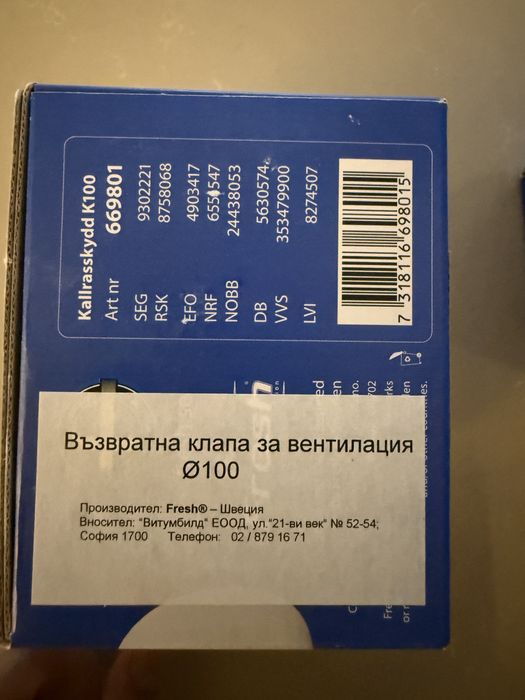 Kallrasskydd K100
Art nr 669801
SEG 9302221
RSK 8758068
EFO 4903417
NRF 6551547
NOBB 24438053
DB 5630574
VVS 353479900
LVI 8274507
7 318116 698015
Възвратна клапа за вентилация
Ø100
Производител: Fresh® – Швеция
Вносител: "Витумбилд" ЕООД, ул."21-ви век" № 52-54;
София 1700 Телефон: 02 / 879 16 71